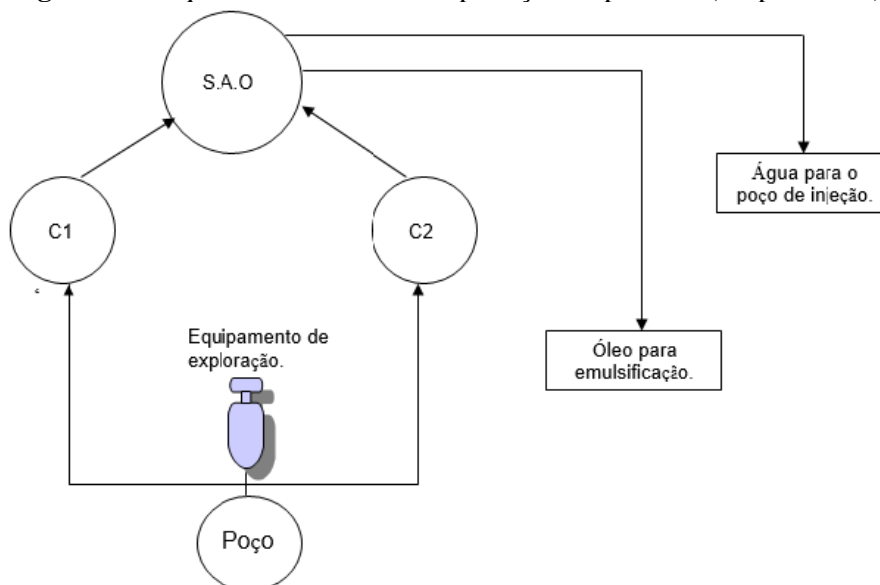 S.A.O
Água para o
poço de injeção.
C1
C2
Equipamento de
exploração.
Óleo para
emulsificação.
Poço